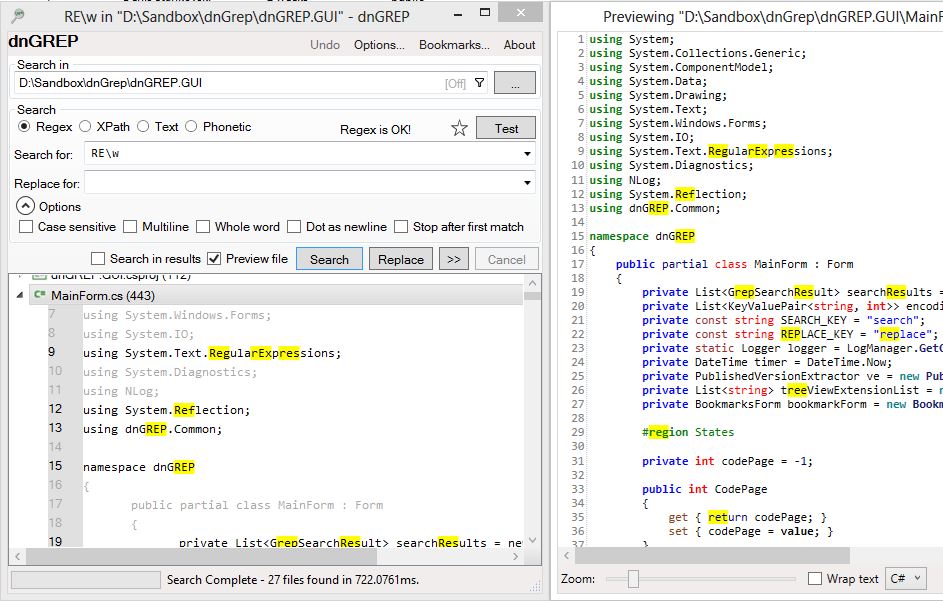 RE\w in "D:\Sandbox\dnGrep\dnGREP.GUI" - dnGREP
dnGREP
Undo Options... Bookmarks... About
Search in
D:\Sandbox\dnGrep\dnGREP.GUI [Off] ...
Search
Regex XPath Text Phonetic Regex is OK! Test
Search for: RE\w
Replace for:
Options
Case sensitive Multiline Whole word Dot as newline Stop after first match
Search in results Preview file Search Replace >> Cancel
MainForm.cs (443)
7 using System.Windows.Forms;
8 using System.IO;
9 using System.Text.RegularExpressions;
10 using System.Diagnostics;
11 using NLog;
12 using System.Reflection;
13 using dnGREP.Common;
14
15 namespace dnGREP
16 {
17 public partial class MainForm : Form
18 {
19 private List<GrepSearchResult> searchResults = ne
Search Complete - 27 files found in 722.0761ms.
Previewing "D:\Sandbox\dnGrep\dnGREP.GUI\MainF
1 using System;
2 using System.Collections.Generic;
3 using System.ComponentModel;
4 using System.Data;
5 using System.Drawing;
6 using System.Text;
7 using System.Windows.Forms;
8 using System.IO;
9 using System.Text.RegularExpressions;
10 using System.Diagnostics;
11 using NLog;
12 using System.Reflection;
13 using dnGREP.Common;
14
15 namespace dnGREP
16 {
17 public partial class MainForm : Form
18 {
19 private List<GrepSearchResult> searchResults =
20 private List<KeyValuePair<string, int>> encodi
21 private const string SEARCH_KEY = "search";
22 private const string REPLACE_KEY = "replace";
23 private static Logger logger = LogManager.GetC
24 private DateTime timer = DateTime.Now;
25 private PublishedVersionExtractor ve = new Pub
26 private List<string> treeViewExtensionList = n
27 private BookmarksForm bookmarkForm = new Bookm
28
29 #region States
30
31 private int codePage = -1;
32
33 public int CodePage
34 {
35 get { return codePage; }
36 set { codePage = value; }
37 }
Zoom: Wrap text C#